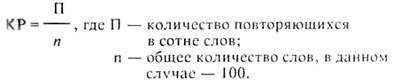 КР = П / n , где П — количество повторяющихся
в сотне слов;
n — общее количество слов, в данном
случае — 100.